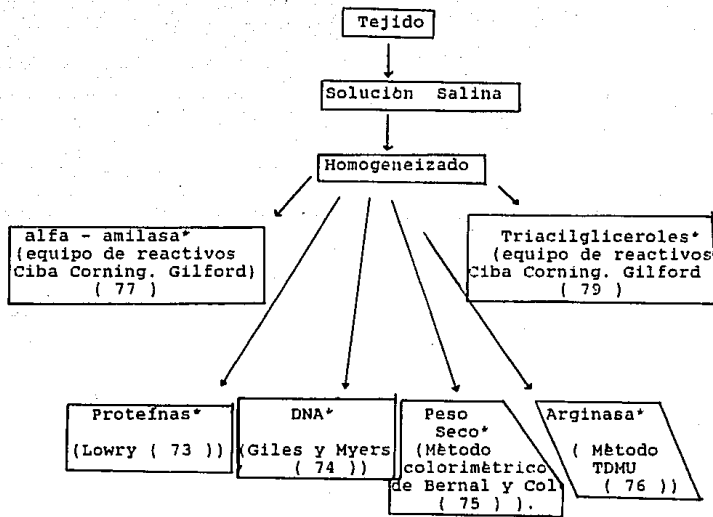 Tejido
Solución Salina
Homogeneizado
alfa - amilasa*
(equipo de reactivos
Ciba Corning. Gilford)
( 77 )
Triacilgliceroles*
(equipo de reactivos
Ciba Corning. Gilford
( 79 )
Proteínas*
(Lowry ( 73 ))
DNA*
(Giles y Myers
( 74 ))
Peso
Seco*
(Método
colorimètrico
de Bernal y Col
( 75 ) ).
Arginasa*
( Mètodo
TDMU
( 76 ))